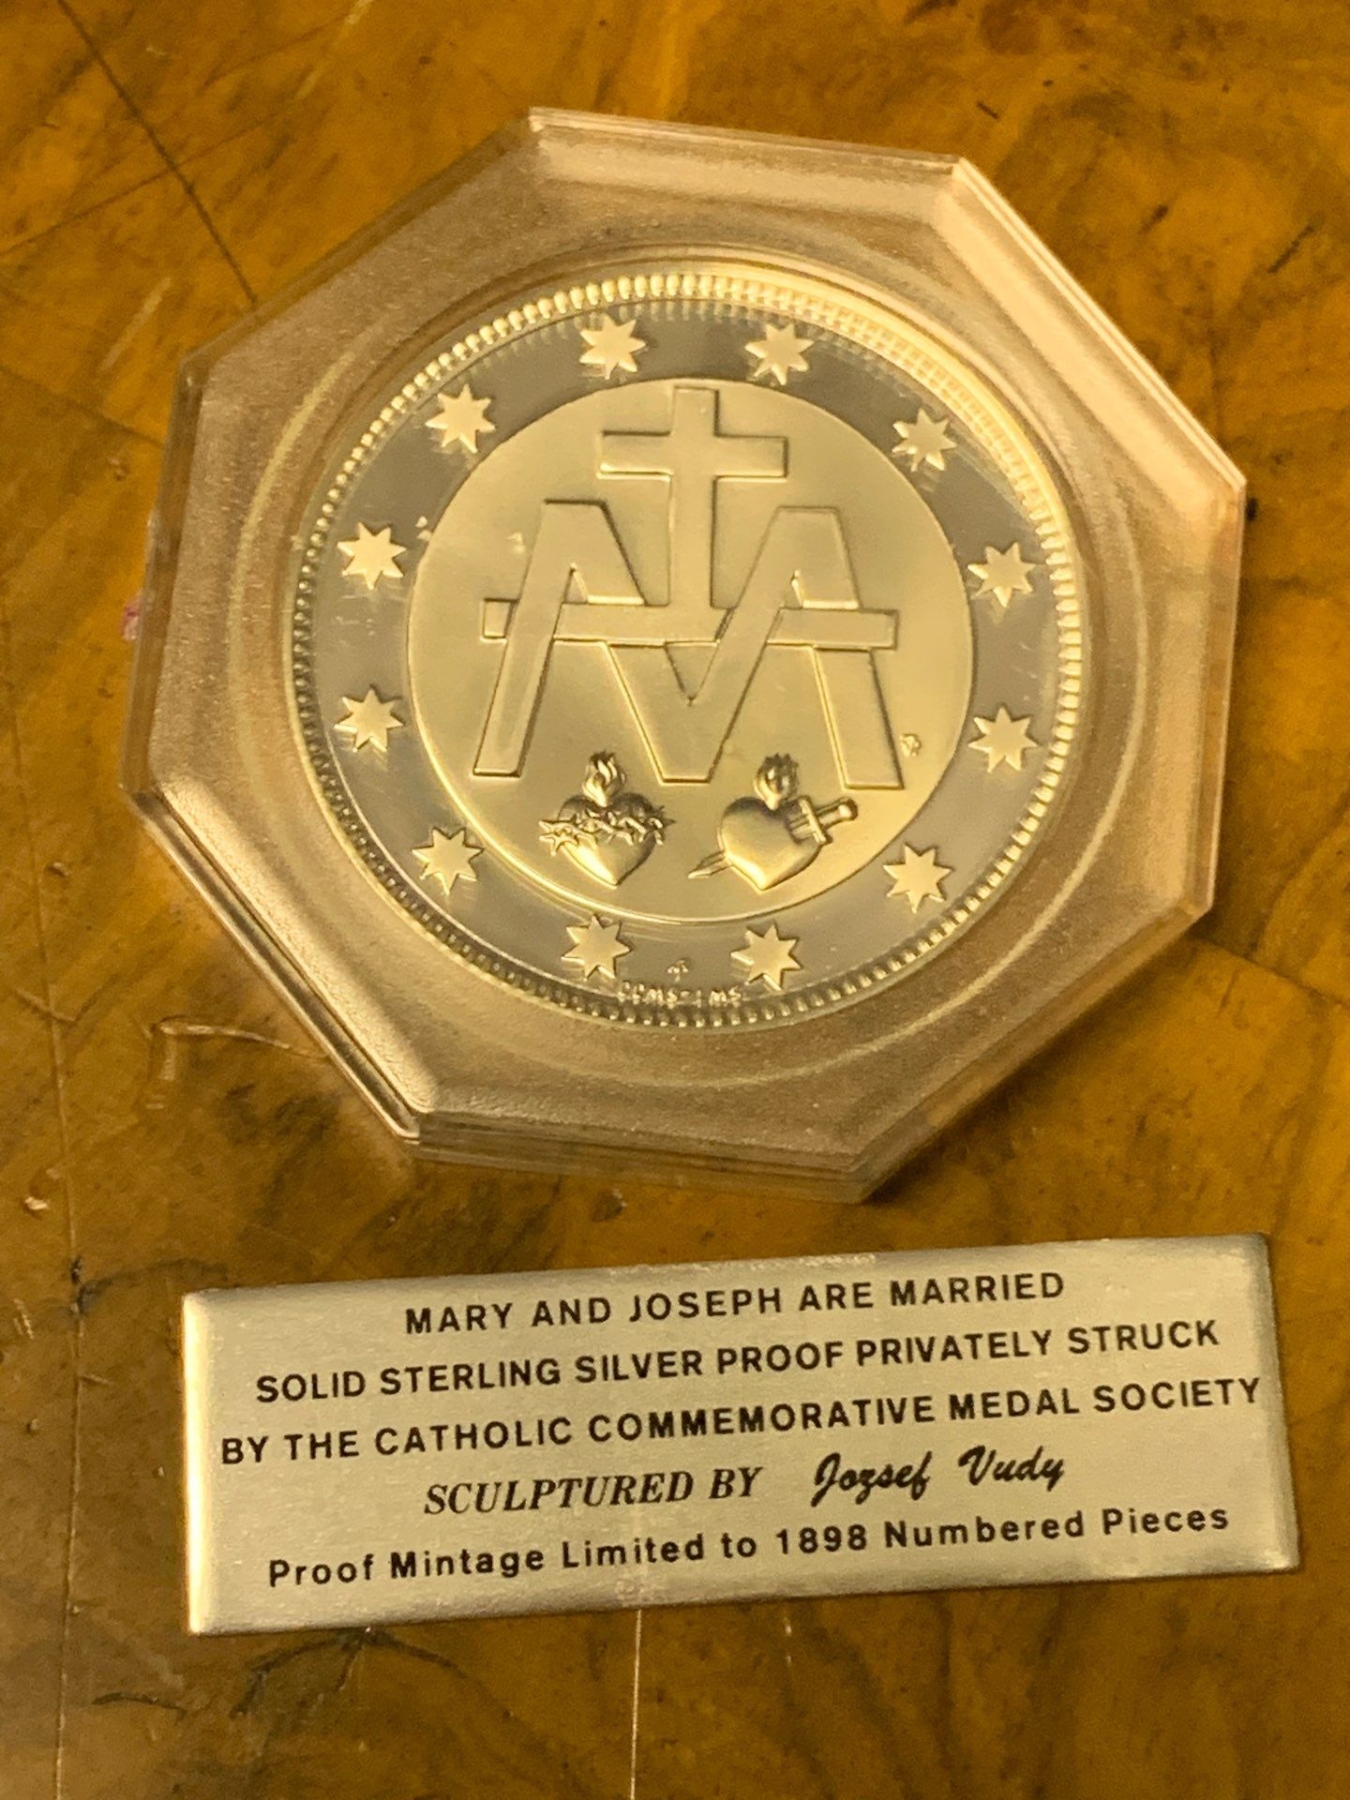 MARY AND JOSEPH ARE MARRIED
SOLID STERLING SILVER PROOF PRIVATELY STRUCK
BY THE CATHOLIC COMMEMORATIVE MEDAL SOCIETY
SCULPTURED BY Jozsef Vudy
Proof Mintage Limited to 1898 Numbered Pieces